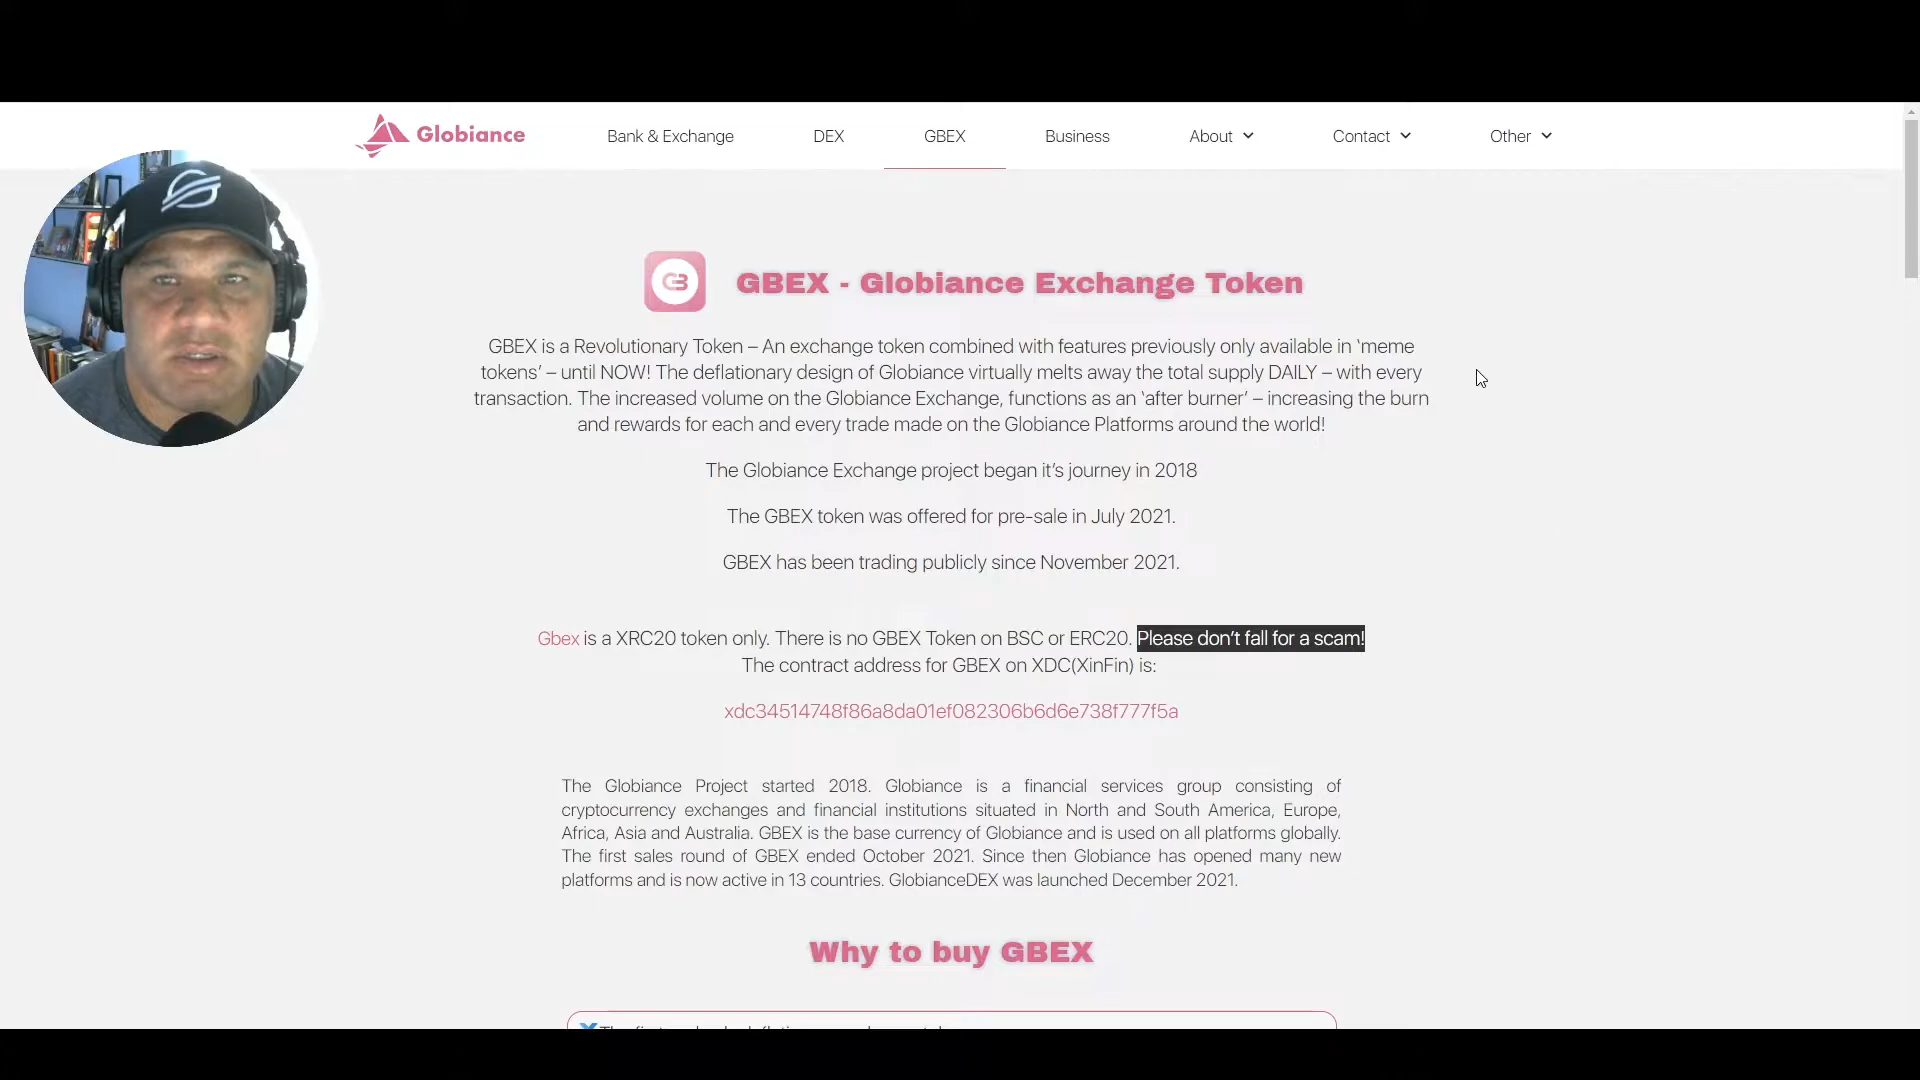 Globiance
Bank & Exchange
DEX
GBEX
Business
About
Contact
Other
GBEX - Globiance Exchange Token
GBEX is a Revolutionary Token – An exchange token combined with features previously only available in ‘meme
tokens’ – until NOW! The deflationary design of Globiance virtually melts away the total supply DAILY – with every
transaction. The increased volume on the Globiance Exchange, functions as an ‘after burner’ – increasing the burn
and rewards for each and every trade made on the Globiance Platforms around the world!
The Globiance Exchange project began it’s journey in 2018
The GBEX token was offered for pre-sale in July 2021.
GBEX has been trading publicly since November 2021.
Gbex is a XRC20 token only. There is no GBEX Token on BSC or ERC20. Please don’t fall for a scam!
The contract address for GBEX on XDC(XinFin) is:
xdc34514748f86a8da01ef082306b6d6e738f777f5a
The Globiance Project started 2018. Globiance is a financial services group consisting of
cryptocurrency exchanges and financial institutions situated in North and South America, Europe,
Africa, Asia and Australia. GBEX is the base currency of Globiance and is used on all platforms globally.
The first sales round of GBEX ended October 2021. Since then Globiance has opened many new
platforms and is now active in 13 countries. GlobianceDEX was launched December 2021.
Why to buy GBEX